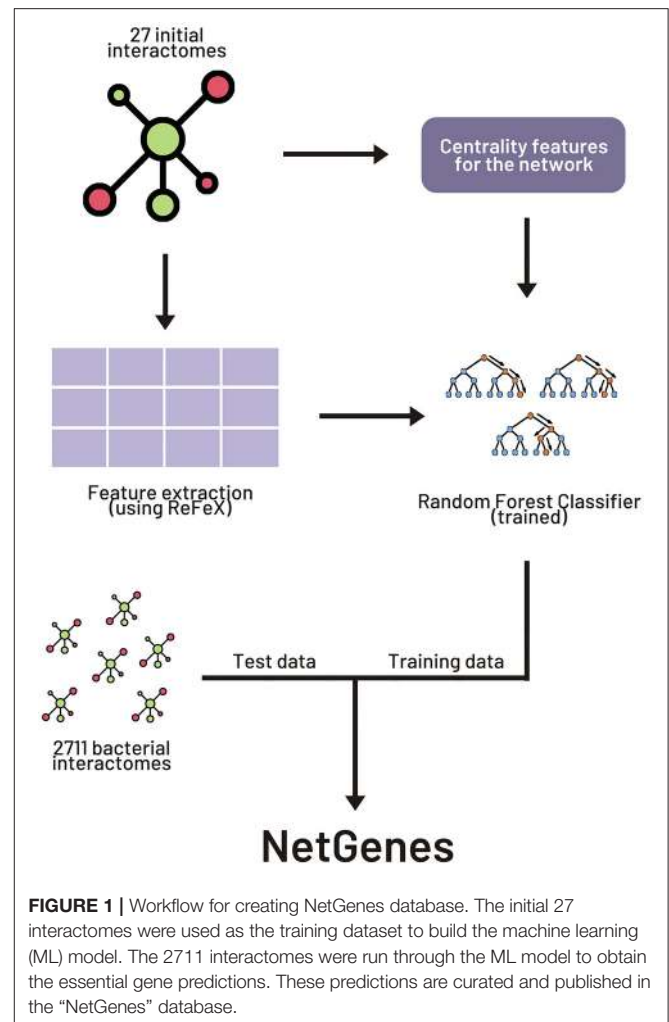 27 initial
interactomes
Centrality features
for the network
Feature extraction
(using ReFeX)
Random Forest Classifier
(trained)
Test data
Training data
2711 bacterial
interactomes
NetGenes
FIGURE 1 | Workflow for creating NetGenes database. The initial 27
interactomes were used as the training dataset to build the machine learning
(ML) model. The 2711 interactomes were run through the ML model to obtain
the essential gene predictions. These predictions are curated and published in
the “NetGenes” database.